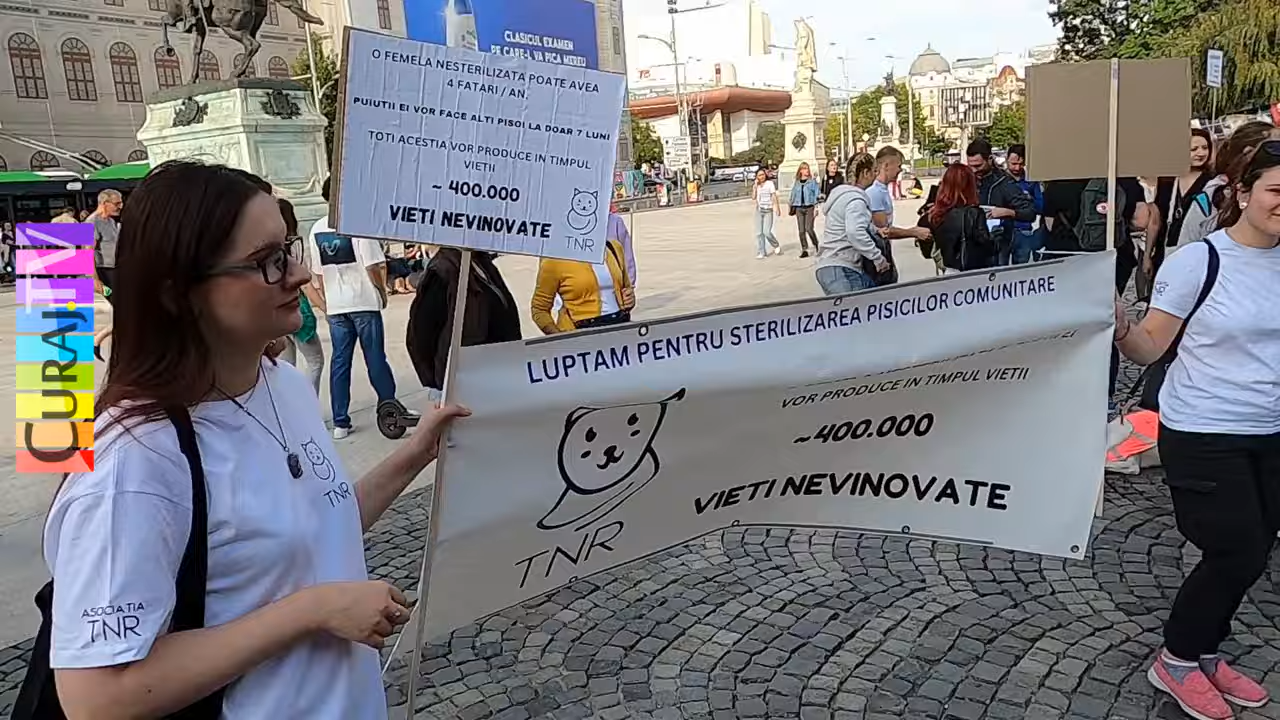 CLASICUL EXAMEN
PE CARE-L VA PICA MEREU
O FEMELA NESTERILIZATA POATE AVEA
4 FATARI / AN.
PUIUTII EI VOR FACE ALTI PISOI LA DOAR 7 LUNI
TOTI ACESTIA VOR PRODUCE IN TIMPUL
VIETII
~ 400.000
VIETI NEVINOVATE
TNR
CURAJ.TV
LUPTAM PENTRU STERILIZAREA PISICILOR COMUNITARE
VOR PRODUCE IN TIMPUL VIETII
~400.000
VIETI NEVINOVATE
TNR
TNR
ASOCIATIA
TNR